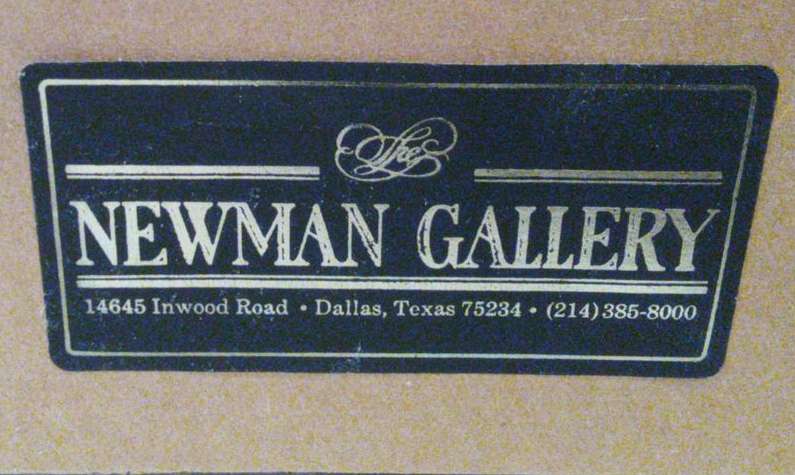 The
NEWMAN GALLERY
14645 Inwood Road • Dallas, Texas 75234 • (214)385-8000